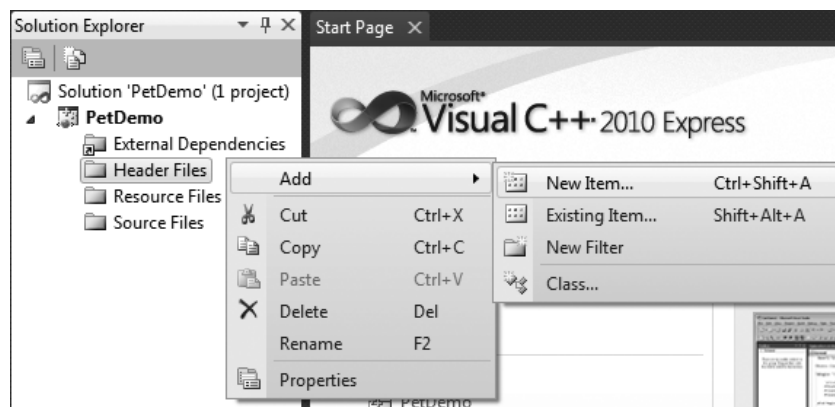 Solution Explorer
Start Page
Solution 'PetDemo' (1 project)
PetDemo
External Dependencies
Header Files
Resource Files
Source Files
Microsoft®
Visual C++ 2010 Express
Add
Cut Ctrl+X
Copy Ctrl+C
Paste Ctrl+V
Delete Del
Rename F2
Properties
New Item... Ctrl+Shift+A
Existing Item... Shift+Alt+A
New Filter
Class...
PetDemo